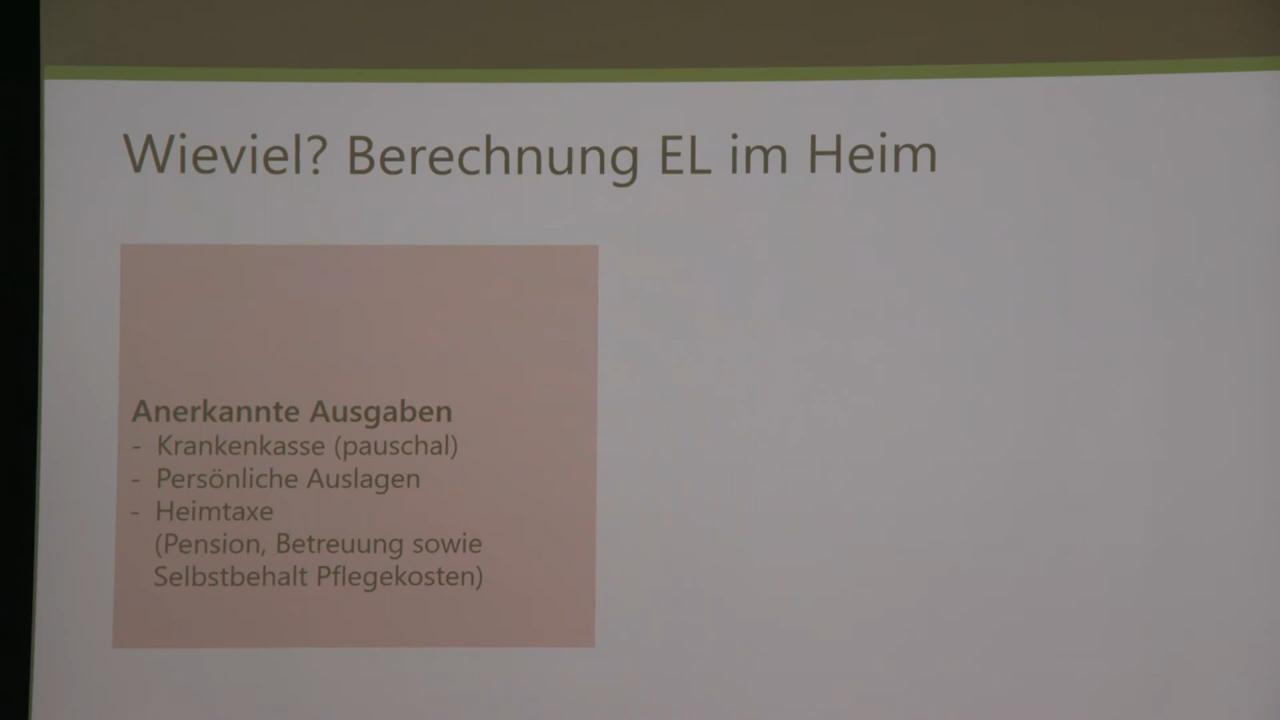 Wieviel? Berechnung EL im Heim
Anerkannte Ausgaben
- Krankenkasse (pauschal)
- Persönliche Auslagen
- Heimtaxe
(Pension, Betreuung sowie
Selbstbehalt Pflegekosten)